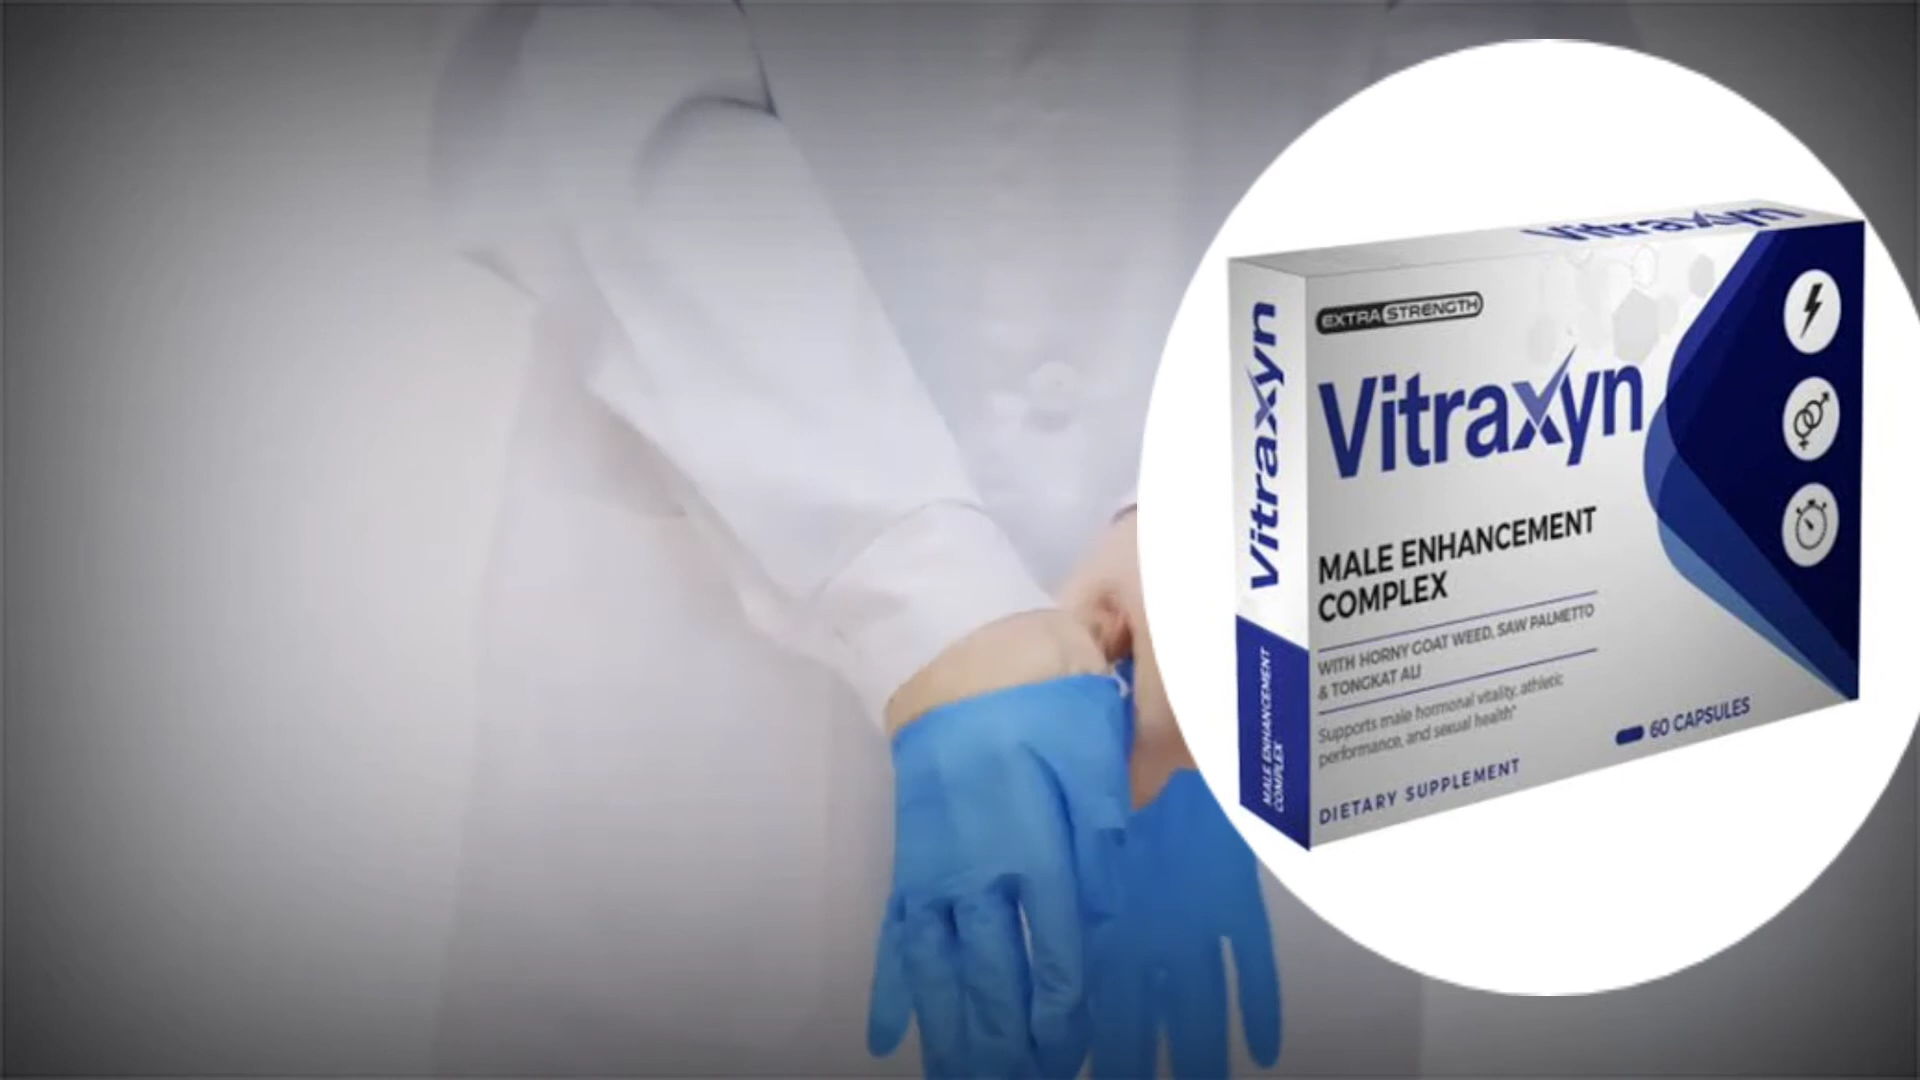 Vitraxyn
EXTRA STRENGTH
Vitraxyn
MALE ENHANCEMENT
COMPLEX
WITH HORNY GOAT WEED, SAW PALMETTO
& TONGKAT ALI
Supports male hormonal vitality, athletic
performance, and sexual health*
60 CAPSULES
DIETARY SUPPLEMENT
Vitraxyn
MALE ENHANCEMENT
COMPLEX